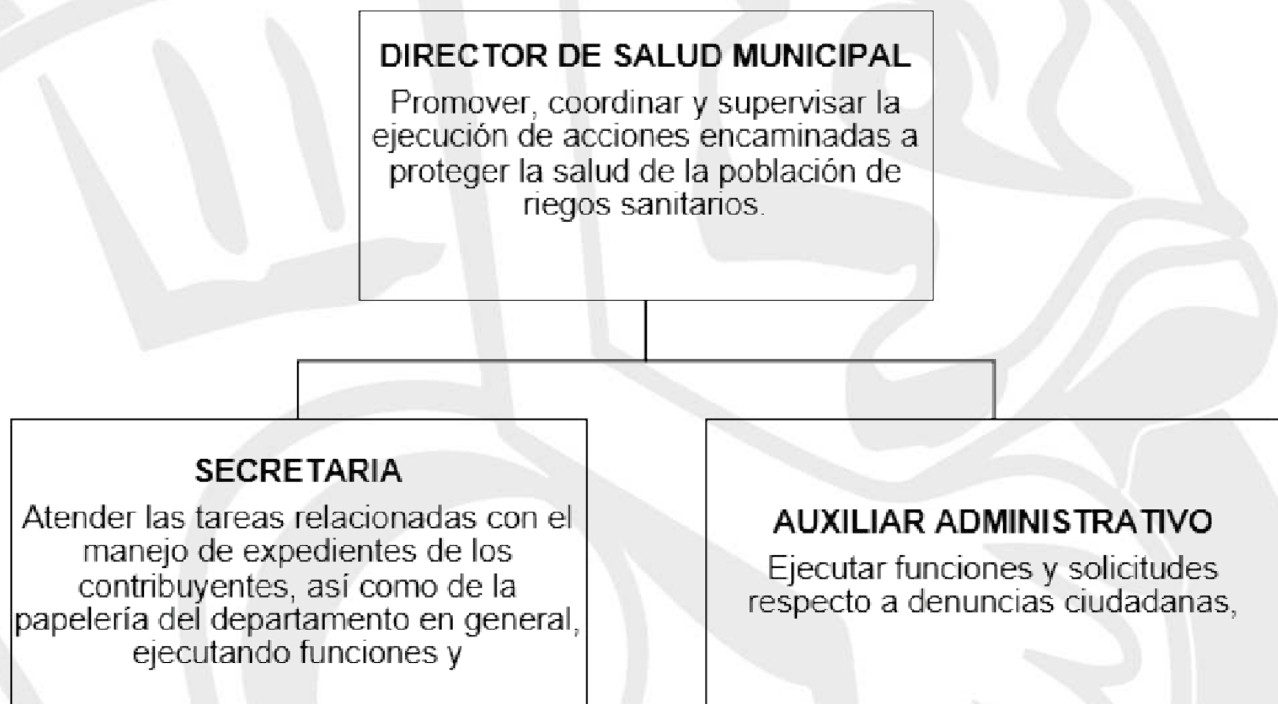 DIRECTOR DE SALUD MUNICIPAL
Promover, coordinar y supervisar la
ejecución de acciones encaminadas a
proteger la salud de la población de
riegos sanitarios.
SECRETARIA
Atender las tareas relacionadas con el
manejo de expedientes de los
contribuyentes, así como de la
papelería del departamento en general,
ejecutando funciones y
AUXILIAR ADMINISTRATIVO
Ejecutar funciones y solicitudes
respecto a denuncias ciudadanas,